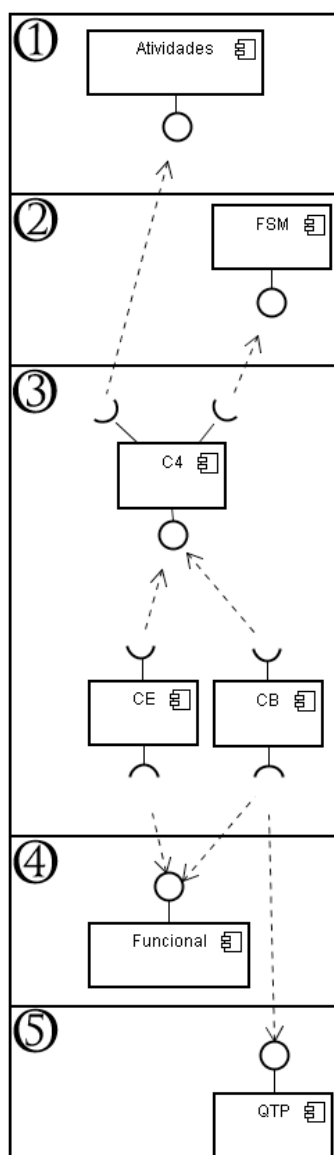 ①
Atividades
②
FSM
③
C4
CE CB
④
Funcional
⑤
QTP